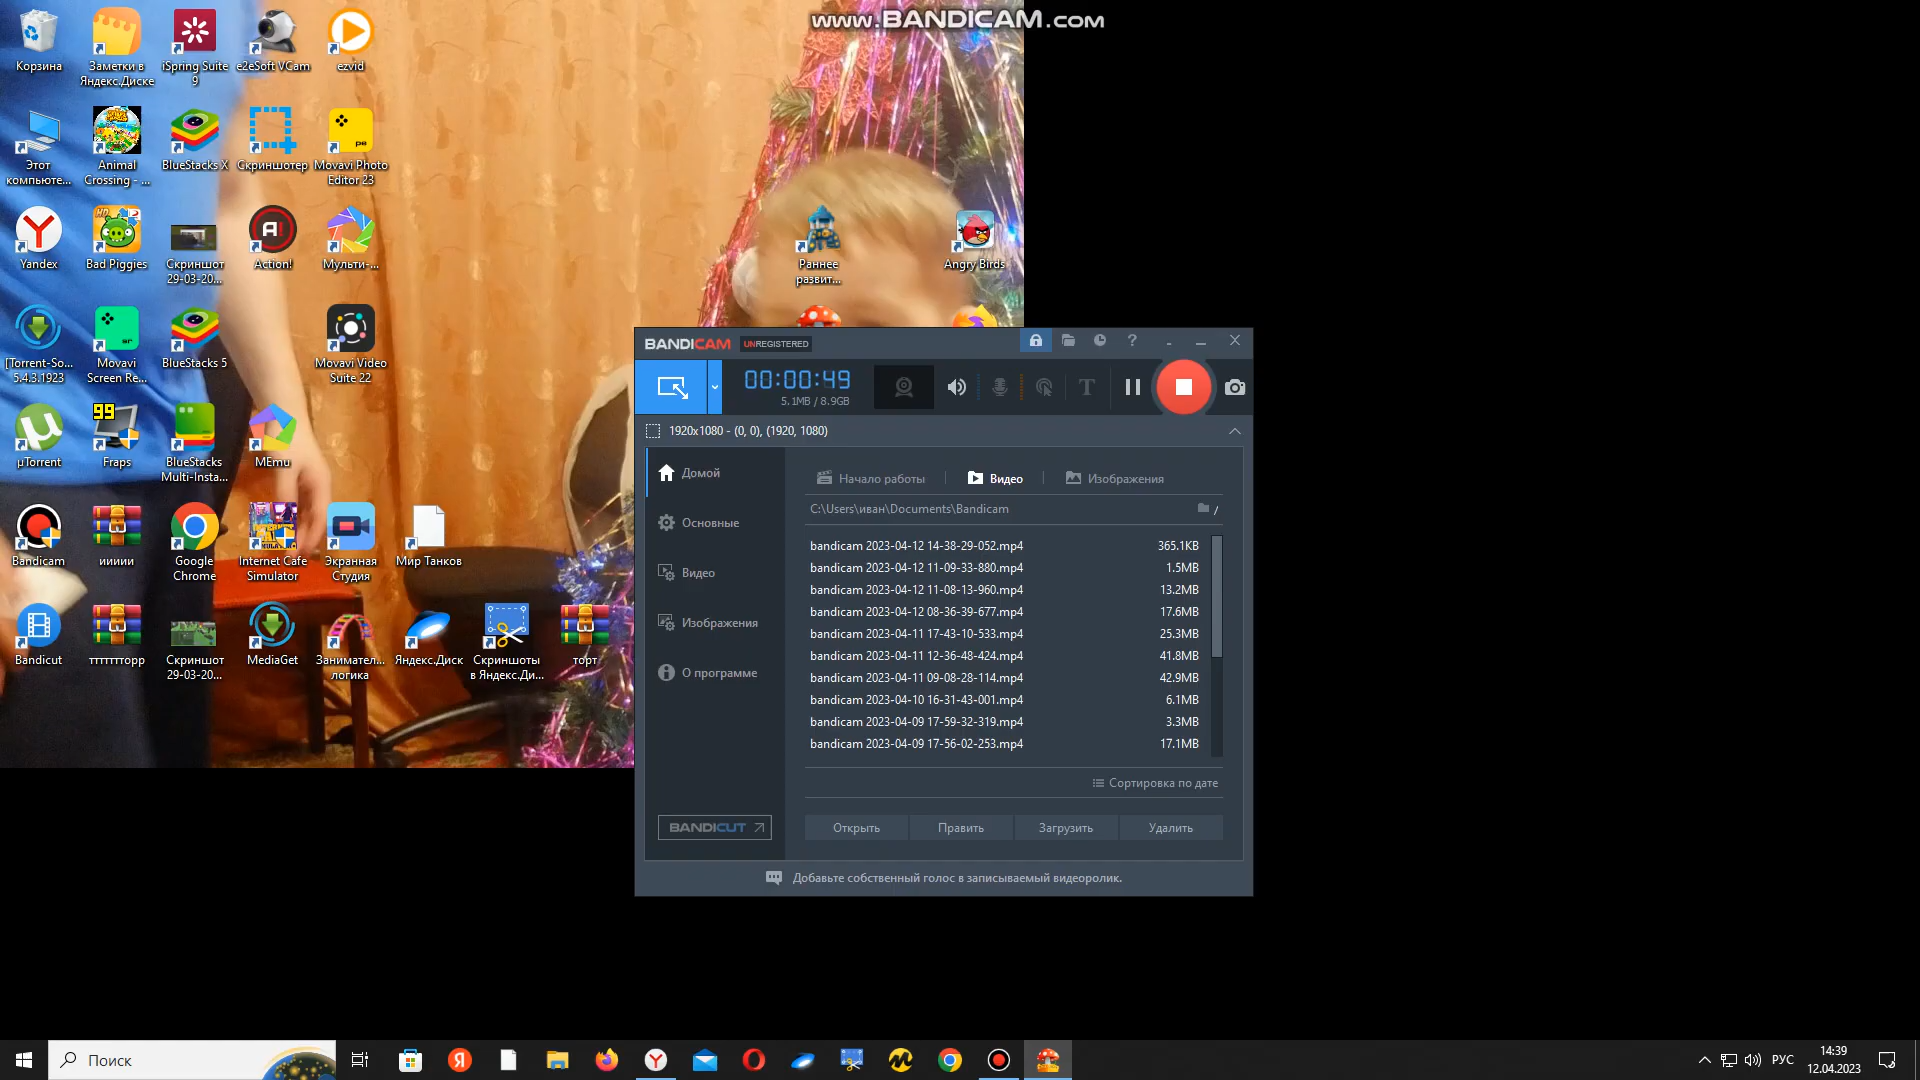 www.BANDICAM.com
Корзина
Заметки в
Яндекс.Диске
iSpring Suite
9
e2eSoft VCam
ezvid
Этот
компьюте...
Animal
Crossing - ...
BlueStacks X
Скриншотер
Movavi Photo
Editor 23
Yandex
Bad Piggies
Скриншот
29-03-20...
Action!
Мульти-...
Раннее
развит...
Angry Birds
[Torrent-So...
5.4.3.1923
Movavi
Screen Re...
BlueStacks 5
Movavi Video
Suite 22
µTorrent
99
Fraps
BlueStacks
Multi-Insta...
MEmu
Bandicam
иииии
Google
Chrome
Internet Cafe
Simulator
Экранная
Студия
Мир Танков
Bandicut
ттттттторр
Скриншот
29-03-20...
MediaGet
Занимател...
логика
Яндекс.Диск
Скриншоты
в Яндекс.Ди...
торт
BANDICAM UNREGISTERED
00:00:49
5.1MB / 8.9GB
1920x1080 - (0, 0), (1920, 1080)
Домой
Основные
Видео
Изображения
О программе
BANDICUT
Начало работы
Видео
Изображения
C:\Users\иван\Documents\Bandicam
bandicam 2023-04-12 14-38-29-052.mp4 365.1KB
bandicam 2023-04-12 11-09-33-880.mp4 1.5MB
bandicam 2023-04-12 11-08-13-960.mp4 13.2MB
bandicam 2023-04-12 08-36-39-677.mp4 17.6MB
bandicam 2023-04-11 17-43-10-533.mp4 25.3MB
bandicam 2023-04-11 12-36-48-424.mp4 41.8MB
bandicam 2023-04-11 09-08-28-114.mp4 42.9MB
bandicam 2023-04-10 16-31-43-001.mp4 6.1MB
bandicam 2023-04-09 17-59-32-319.mp4 3.3MB
bandicam 2023-04-09 17-56-02-253.mp4 17.1MB
Сортировка по дате
Открыть Править Загрузить Удалить
Добавьте собственный голос в записываемый видеоролик.
Поиск
РУС
14:39
12.04.2023